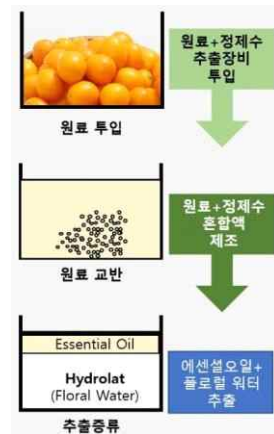 원료+정제수
추출장비
투입
원료 투입
원료+정제수
혼합액
제조
원료 교반
Essential Oil
Hydrolat
(Floral Water)
에센셜오일+
플로럴 워터
추출
추출증류